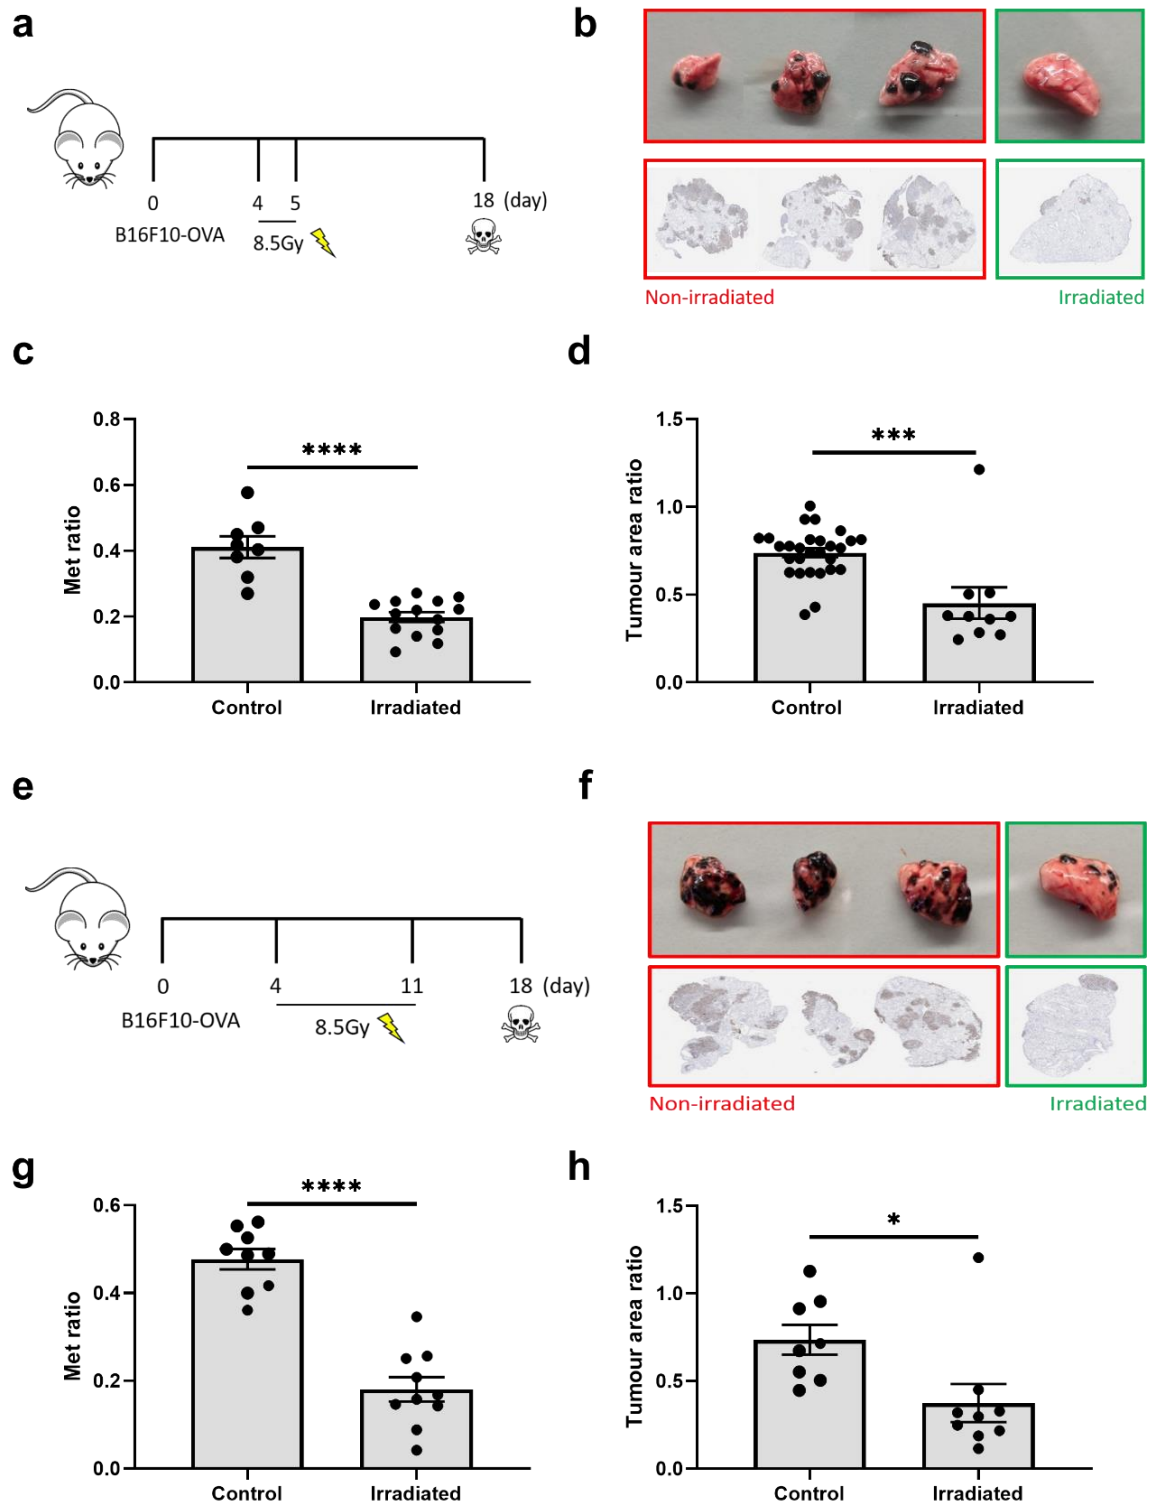 a
0 4 5 18 (day)
B16F10-OVA
8.5Gy
b
Non-irradiated Irradiated
c
Met ratio
0.8
0.6
0.4
0.2
0.0
****
Control Irradiated
d
Tumour area ratio
1.5
1.0
0.5
0.0
***
Control Irradiated
e
0 4 11 18 (day)
B16F10-OVA
8.5Gy
f
Non-irradiated Irradiated
g
Met ratio
0.6
0.4
0.2
0.0
****
Control Irradiated
h
Tumour area ratio
1.5
1.0
0.5
0.0
*
Control Irradiated